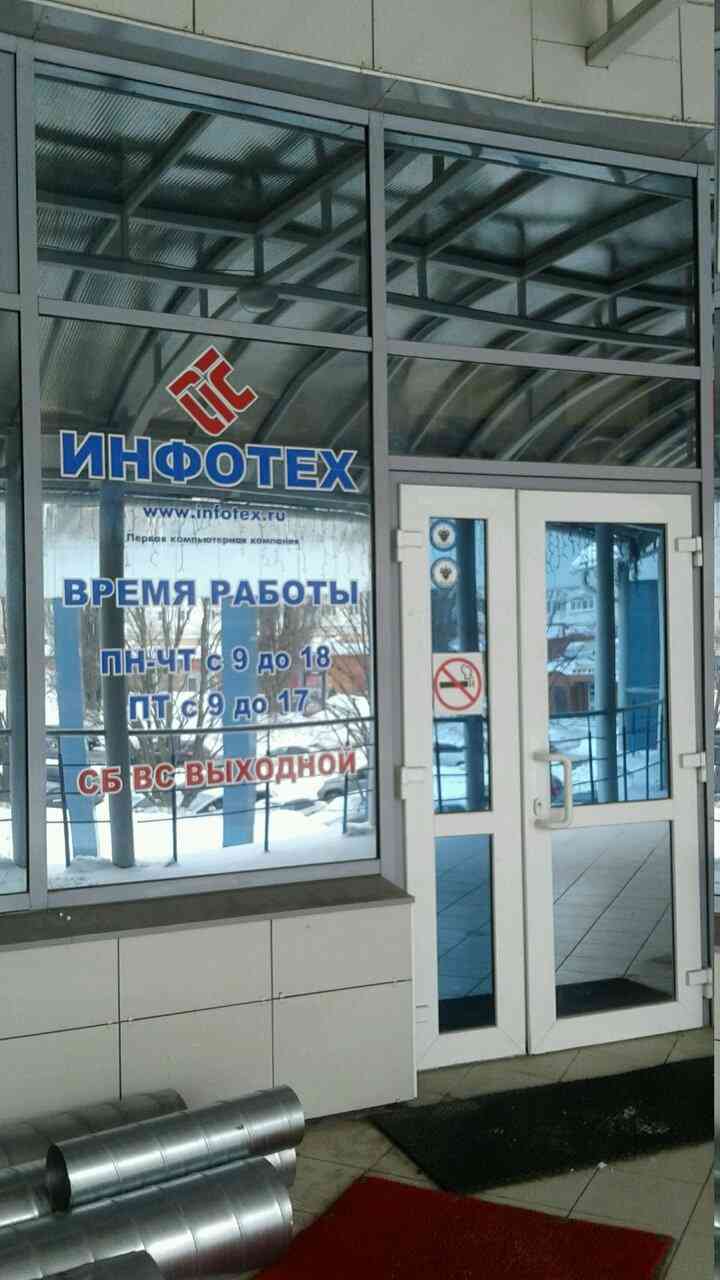 ИНФОТЕХ
www.infotex.ru
Первая компьютерная компания
ВРЕМЯ РАБОТЫ
ПН-ЧТ с 9 до 18
ПТ с 9 до 17
СБ ВС ВЫХОДНОЙ